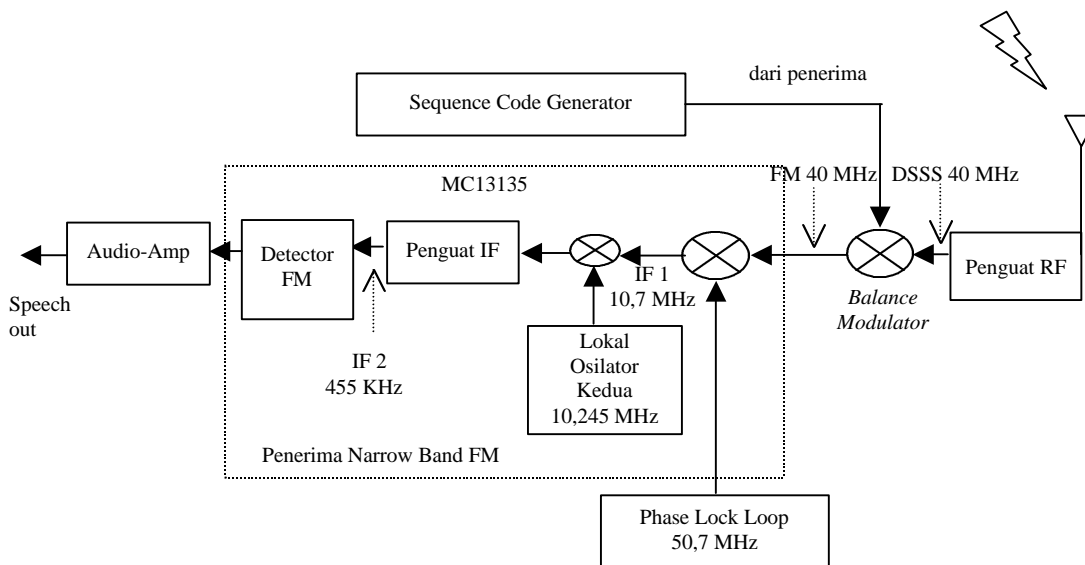 dari penerima
Sequence Code Generator
MC13135
FM 40 MHz
DSSS 40 MHz
Audio-Amp
Detector
FM
Penguat IF
IF 1
10,7 MHz
Penguat RF
Balance
Modulator
Speech
out
IF 2
455 KHz
Lokal
Osilator
Kedua
10,245 MHz
Penerima Narrow Band FM
Phase Lock Loop
50,7 MHz